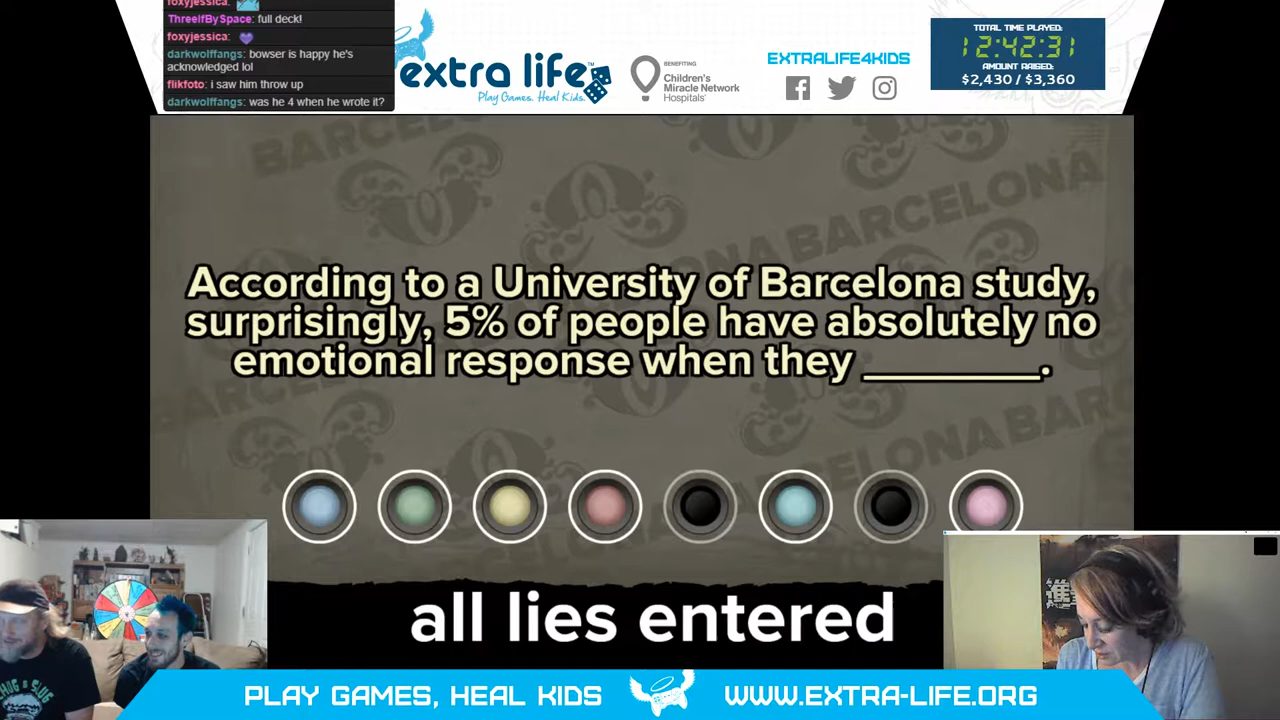 foxyjessica:
ThreeIfBySpace: full deck!
foxyjessica:
darkwolffangs: bowser is happy he's
acknowledged lol
flikfoto: i saw him throw up
darkwolffangs: was he 4 when he wrote it?
extra life™
Play Games. Heal Kids.
BENEFITING
Children's
Miracle Network
Hospitals
EXTRALIFE4KIDS
TOTAL TIME PLAYED:
12:42:31
AMOUNT RAISED:
$2,430 / $3,360
BARCELONA
According to a University of Barcelona study,
surprisingly, 5% of people have absolutely no
emotional response when they ________.
all lies entered
PLAY GAMES, HEAL KIDS
WWW.EXTRA-LIFE.ORG